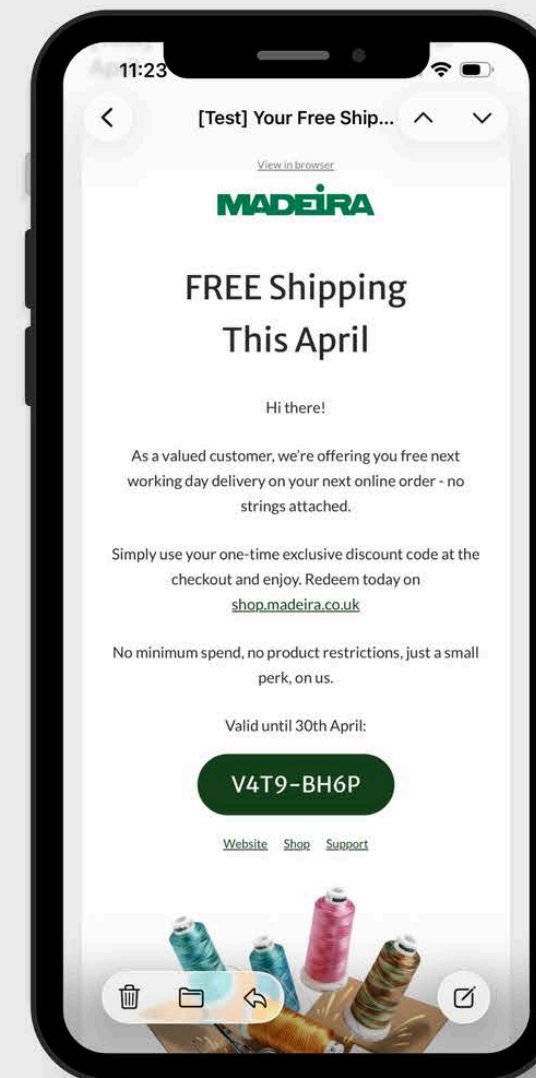 11:23
[Test] Your Free Ship...
View in browser
MADEIRA
FREE Shipping
This April
Hi there!
As a valued customer, we're offering you free next
working day delivery on your next online order - no
strings attached.
Simply use your one-time exclusive discount code at the
checkout and enjoy. Redeem today on
shop.madeira.co.uk
No minimum spend, no product restrictions, just a small
perk, on us.
Valid until 30th April:
V4T9-BH6P
Website Shop Support